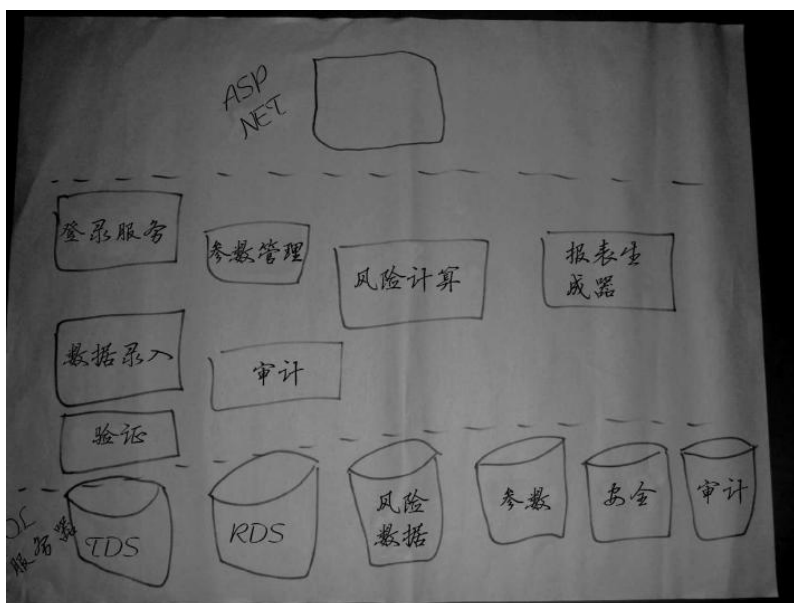 ASP
NET
登录服务
参数管理
风险计算
报表生
成器
数据录入
审计
验证
TDS
RDS
风险
数据
参数
安全
审计
服务器